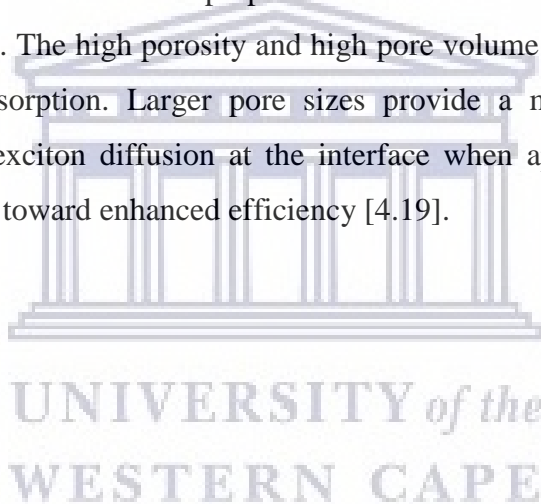 . The high porosity and high pore volume
sorption. Larger pore sizes provide a
exciton diffusion at the interface when a
toward enhanced efficiency [4.19].
UNIVERSITY of the
WESTERN CAPE